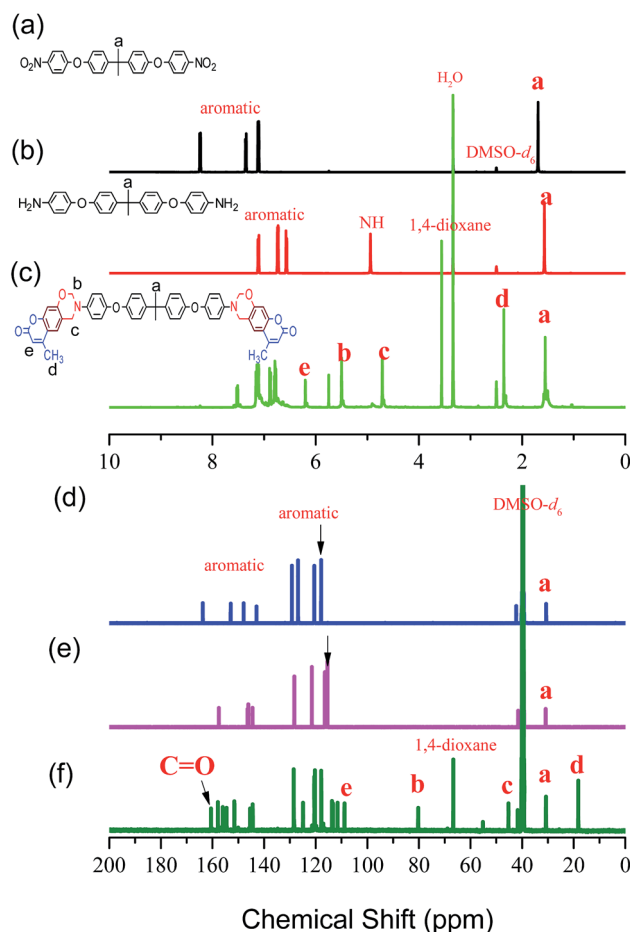 (a)
a
NO₂
O
O
NO₂
H₂O
aromatic
a
DMSO-d₆
(b)
a
H₂N
O
O
NH₂
aromatic
NH
1,4-dioxane
a
(c)
b
O
N
O
a
O
N
O
O
O
c
O
O
e
CH₃
d
CH₃
d
e
b
c
d
a
10
8
6
4
2
0
(d)
DMSO-d₆
aromatic
aromatic
a
(e)
a
(f)
C=O
1,4-dioxane
e
b
c
a
d
200
180
160
140
120
100
80
60
40
20
0
Chemical Shift (ppm)